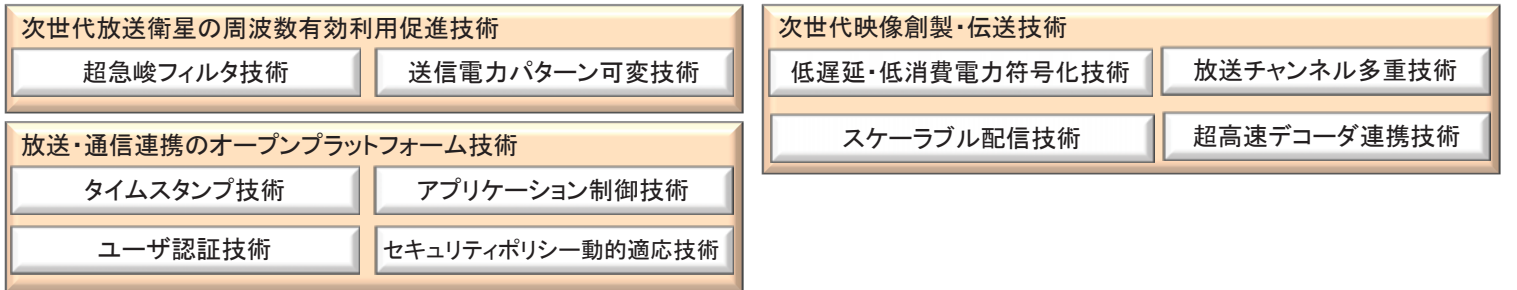 次世代放送衛星の周波数有効利用促進技術
超急峻フィルタ技術
送信電力パターン可変技術
放送・通信連携のオープンプラットフォーム技術
タイムスタンプ技術
アプリケーション制御技術
ユーザ認証技術
セキュリティポリシー動的適応技術
次世代映像創製・伝送技術
低遅延・低消費電力符号化技術
放送チャンネル多重技術
スケーラブル配信技術
超高速デコーダ連携技術